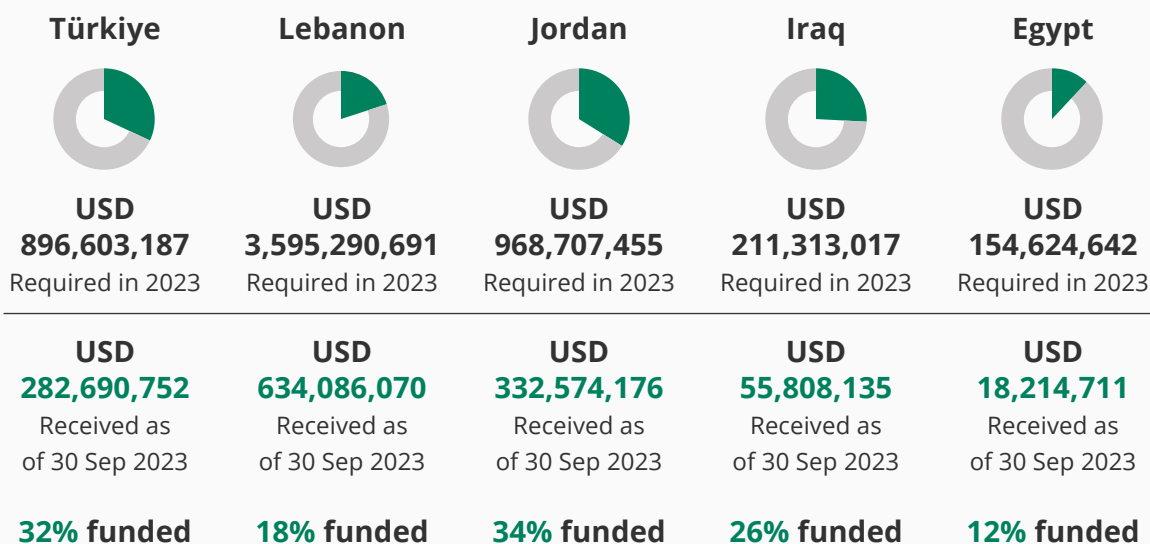 Türkiye
USD
896,603,187
Required in 2023
USD
282,690,752
Received as
of 30 Sep 2023
32% funded
Lebanon
USD
3,595,290,691
Required in 2023
USD
634,086,070
Received as
of 30 Sep 2023
18% funded
Jordan
USD
968,707,455
Required in 2023
USD
332,574,176
Received as
of 30 Sep 2023
34% funded
Iraq
USD
211,313,017
Required in 2023
USD
55,808,135
Received as
of 30 Sep 2023
26% funded
Egypt
USD
154,624,642
Required in 2023
USD
18,214,711
Received as
of 30 Sep 2023
12% funded